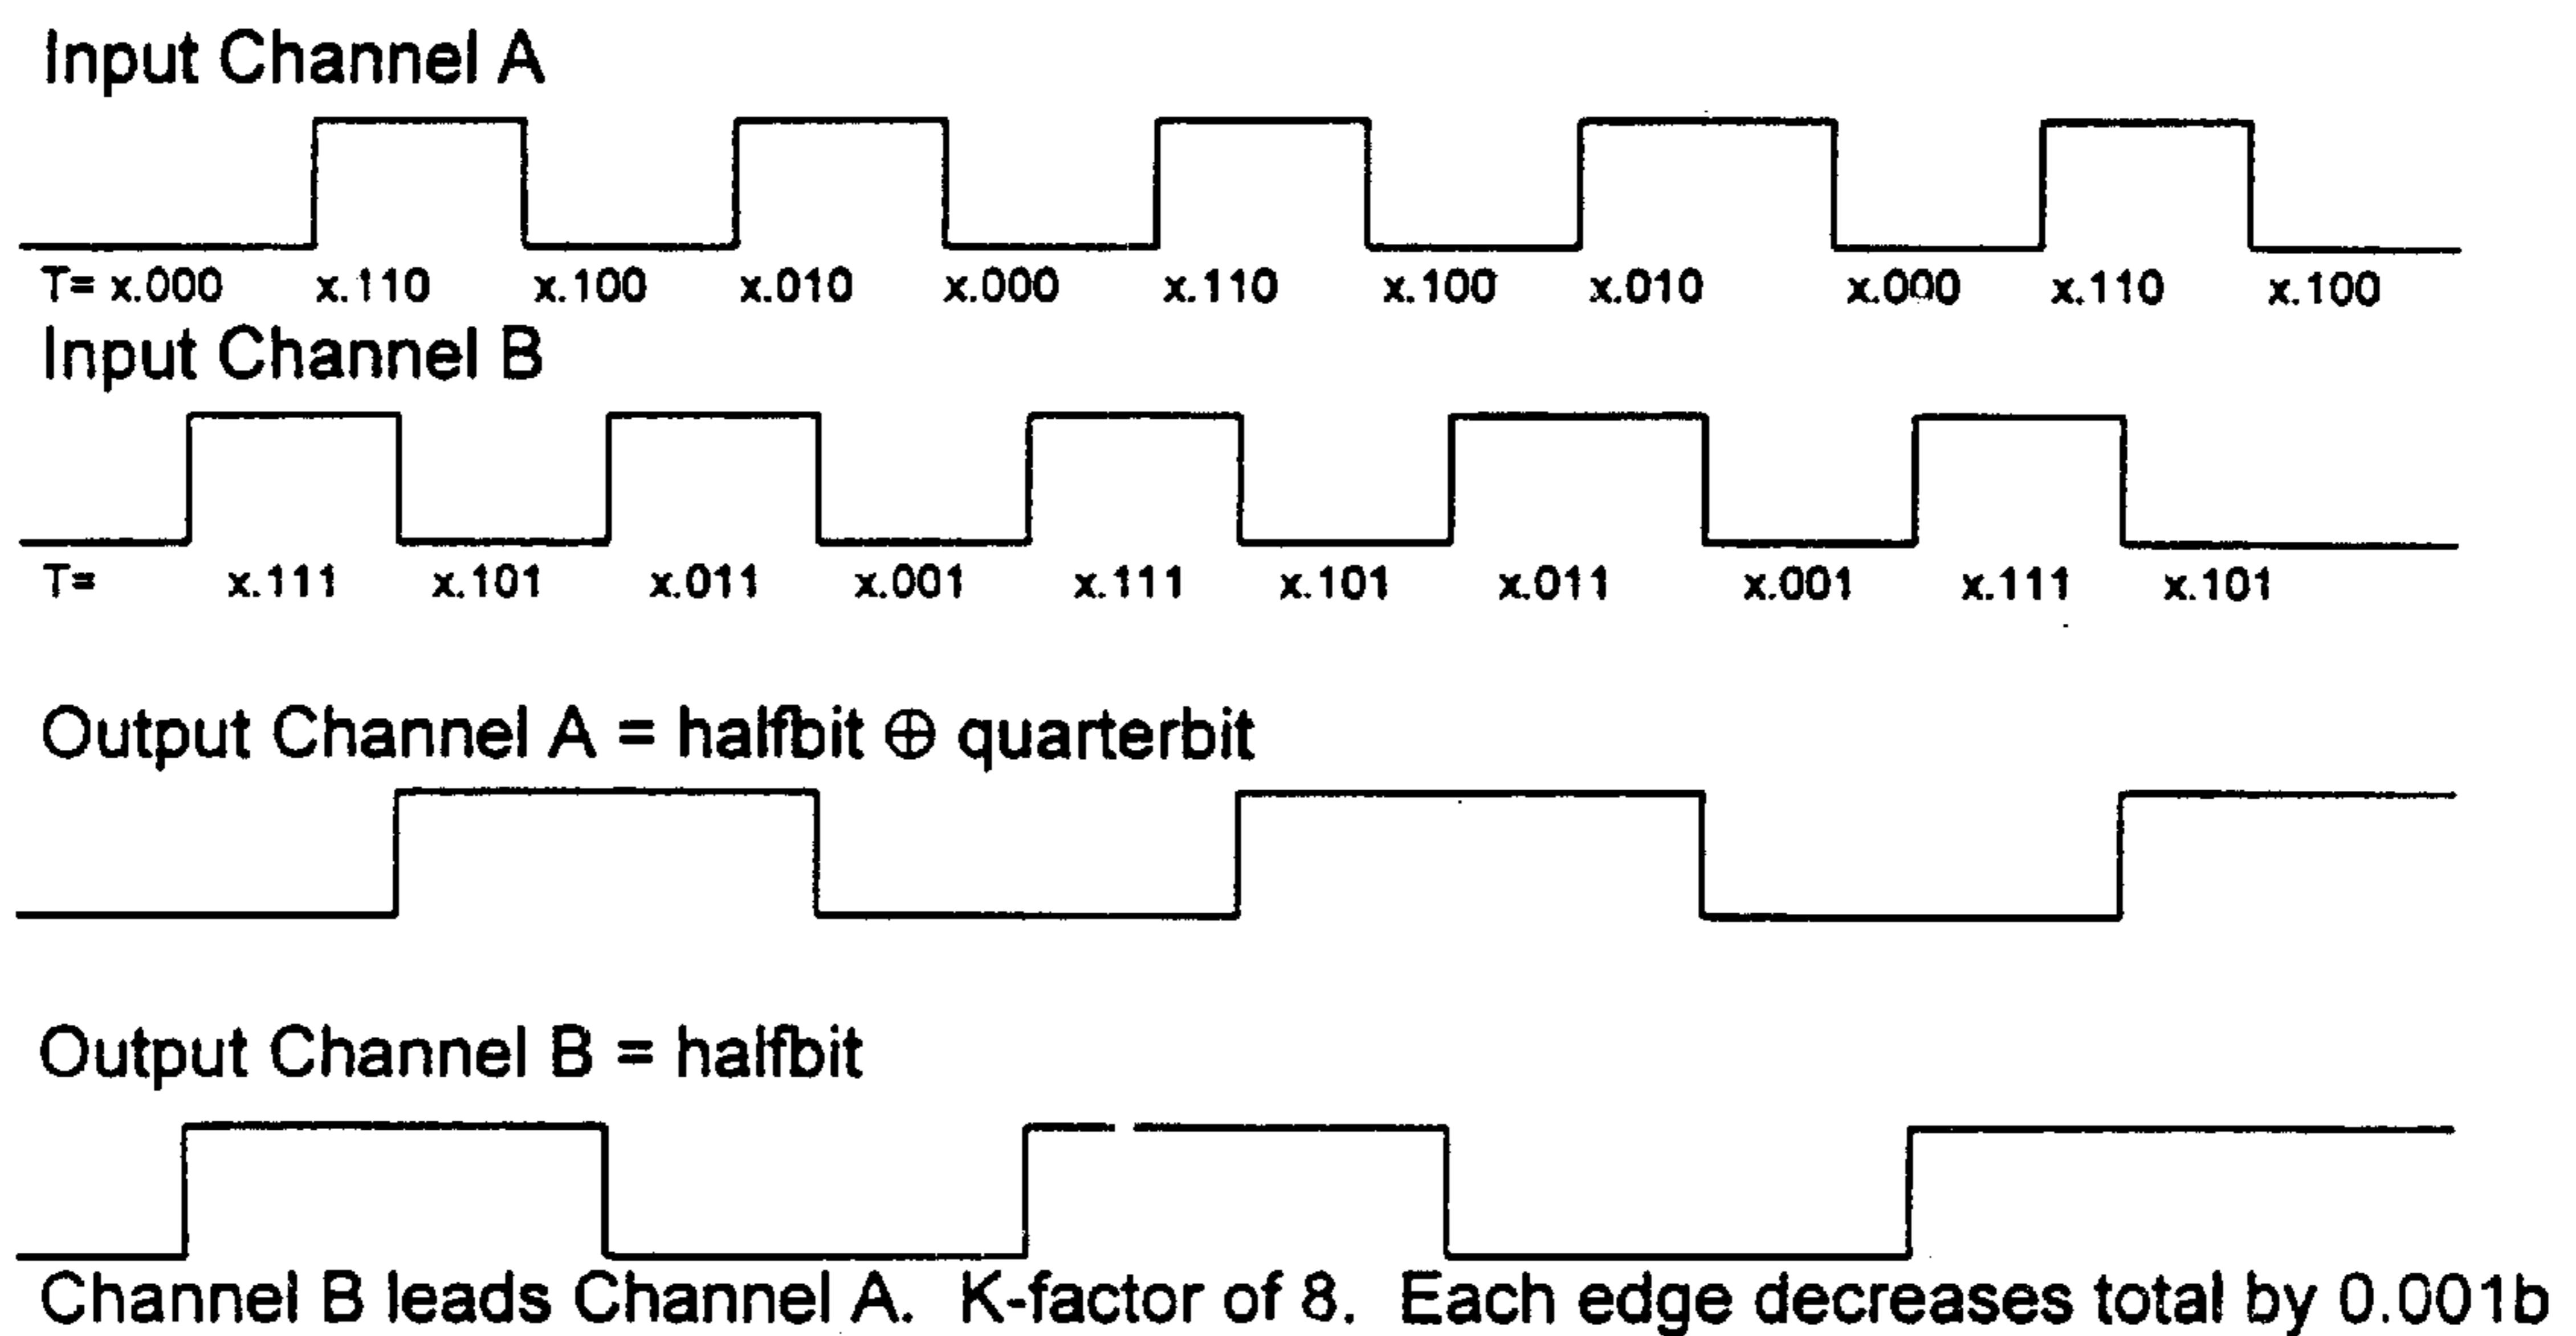 Input Channel A
T= x.000 x.110 x.100 x.010 x.000 x.110 x.100 x.010 x.000 x.110 x.100
Input Channel B
T= x.111 x.101 x.011 x.001 x.111 x.101 x.011 x.001 x.111 x.101
Output Channel A = halfbit ⊕ quarterbit
Output Channel B = halfbit
Channel B leads Channel A. K-factor of 8. Each edge decreases total by 0.001b